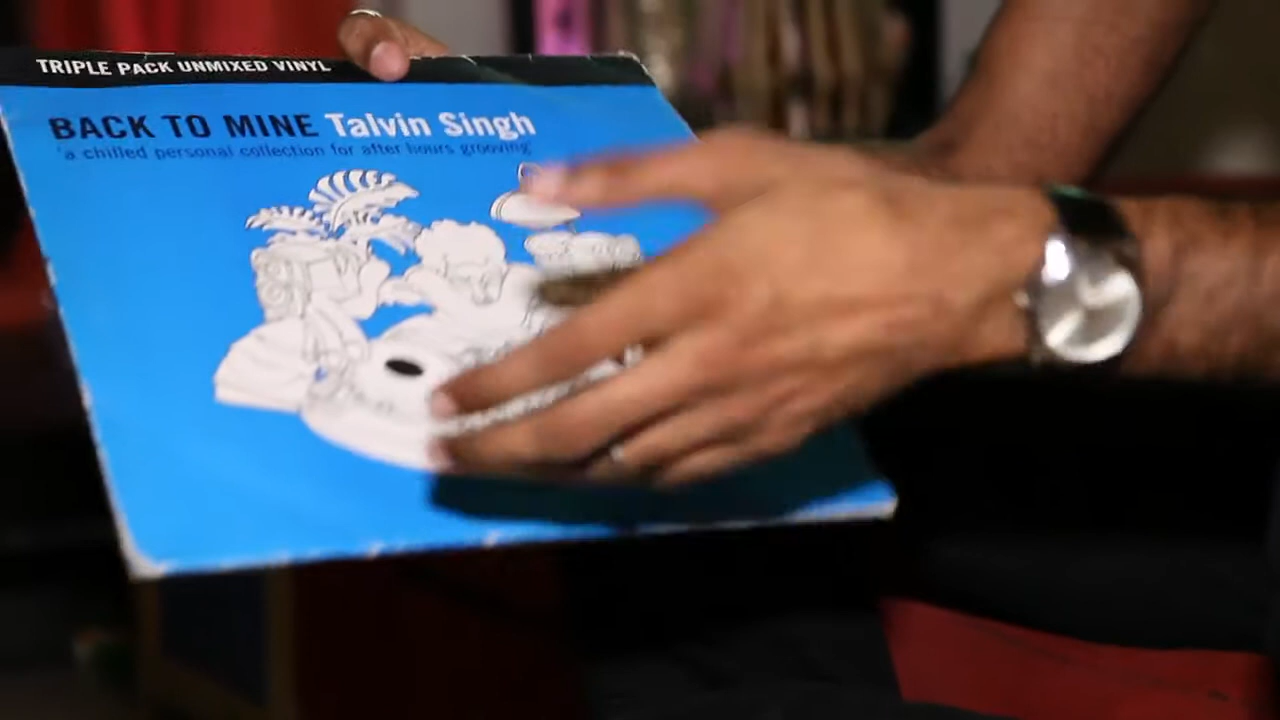 TRIPLE PACK UNMIXED VINYL
BACK TO MINE Talvin Singh
'a chilled personal collection for after hours grooving'